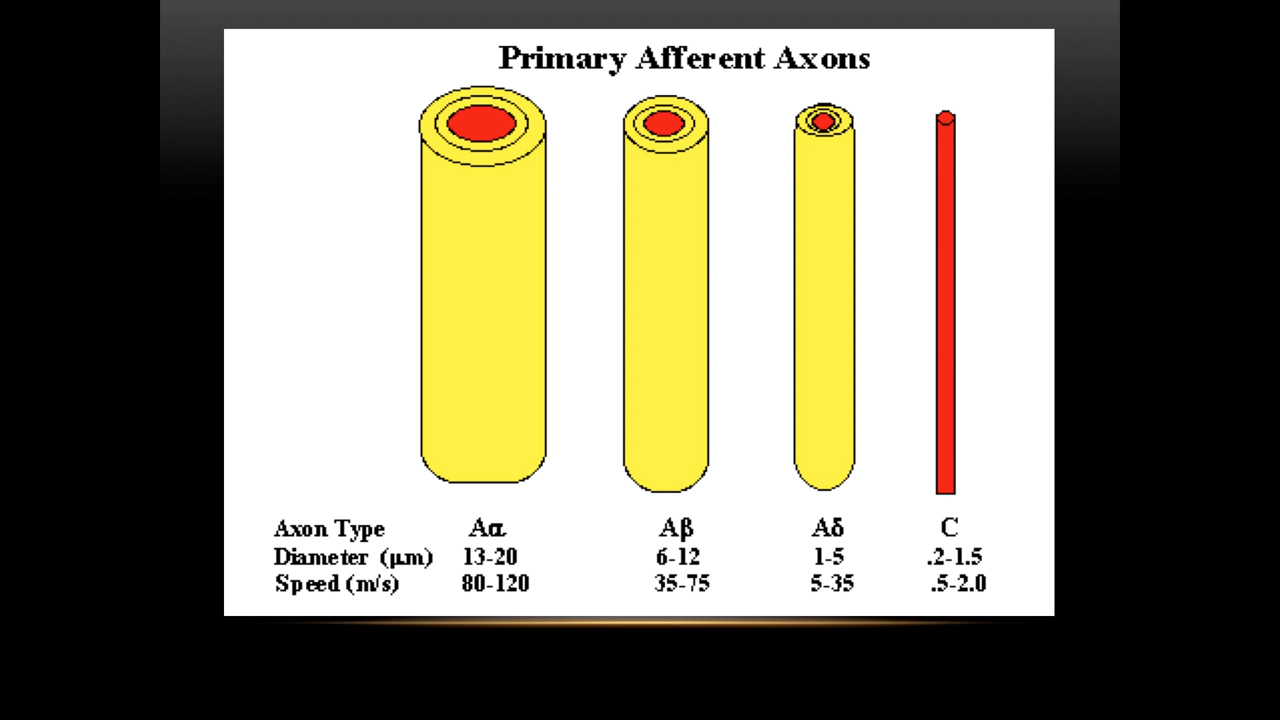 Primary Afferent Axons
Axon Type Aα Aβ Aδ C
Diameter (μm) 13-20 6-12 1-5 .2-1.5
Speed (m/s) 80-120 35-75 5-35 .5-2.0